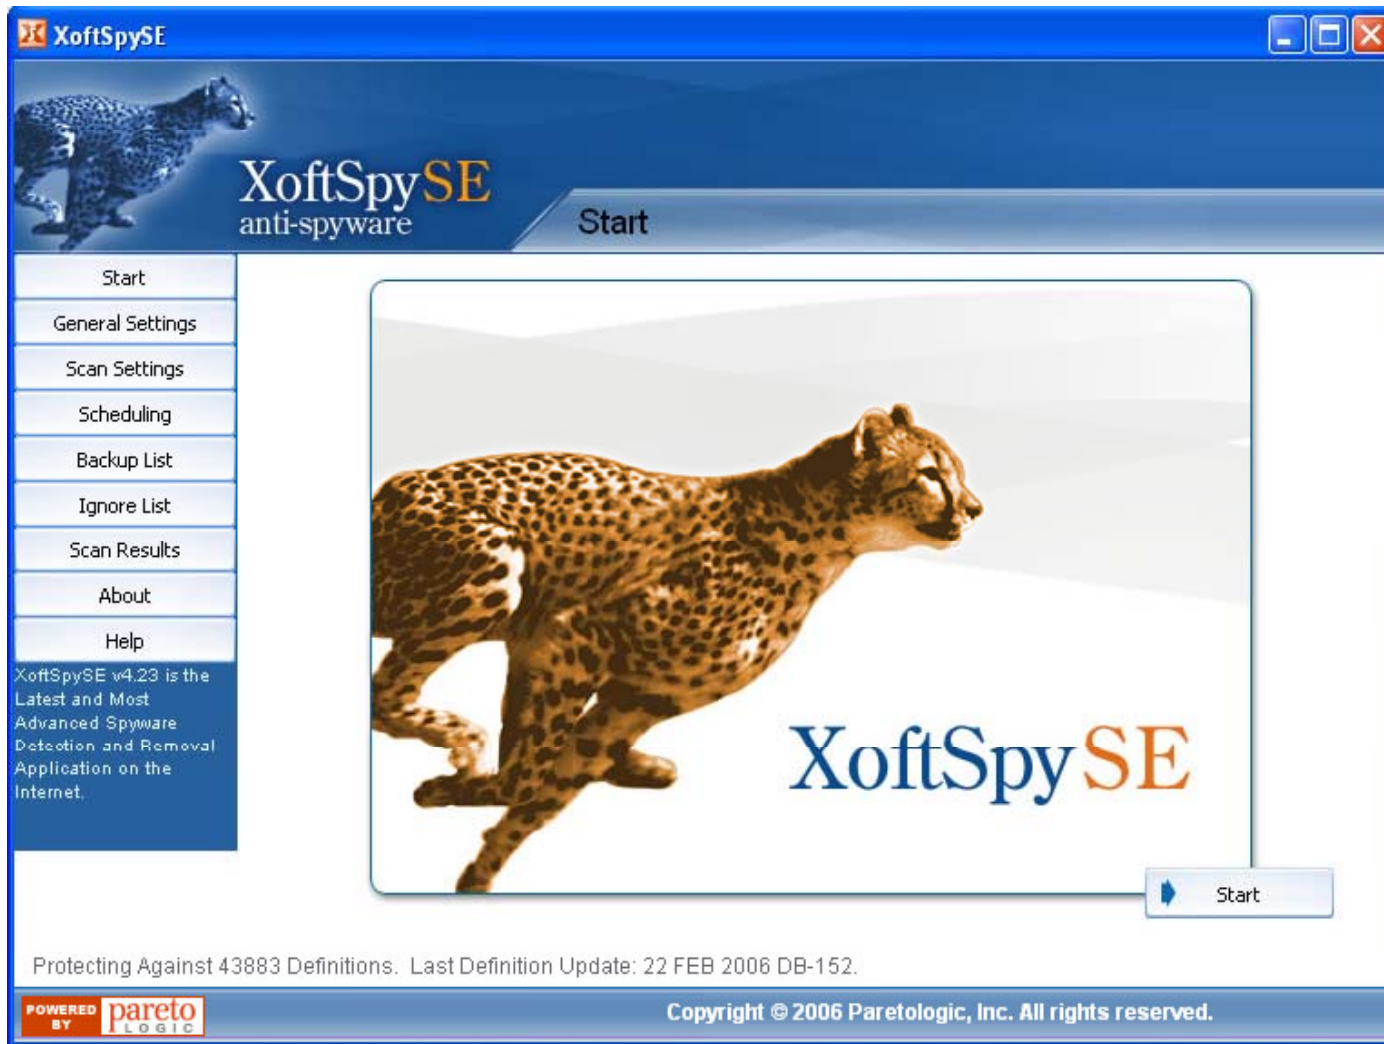 XoftSpySE
XoftSpySE
anti-spyware
Start
Start
General Settings
Scan Settings
Scheduling
Backup List
Ignore List
Scan Results
About
Help
XoftSpySE v4.23 is the
Latest and Most
Advanced Spyware
Detection and Removal
Application on the
Internet.
XoftSpySE
Start
Protecting Against 43883 Definitions.  Last Definition Update: 22 FEB 2006 DB-152.
POWERED
BY
pareto
LOGIC
Copyright © 2006 Paretologic, Inc. All rights reserved.